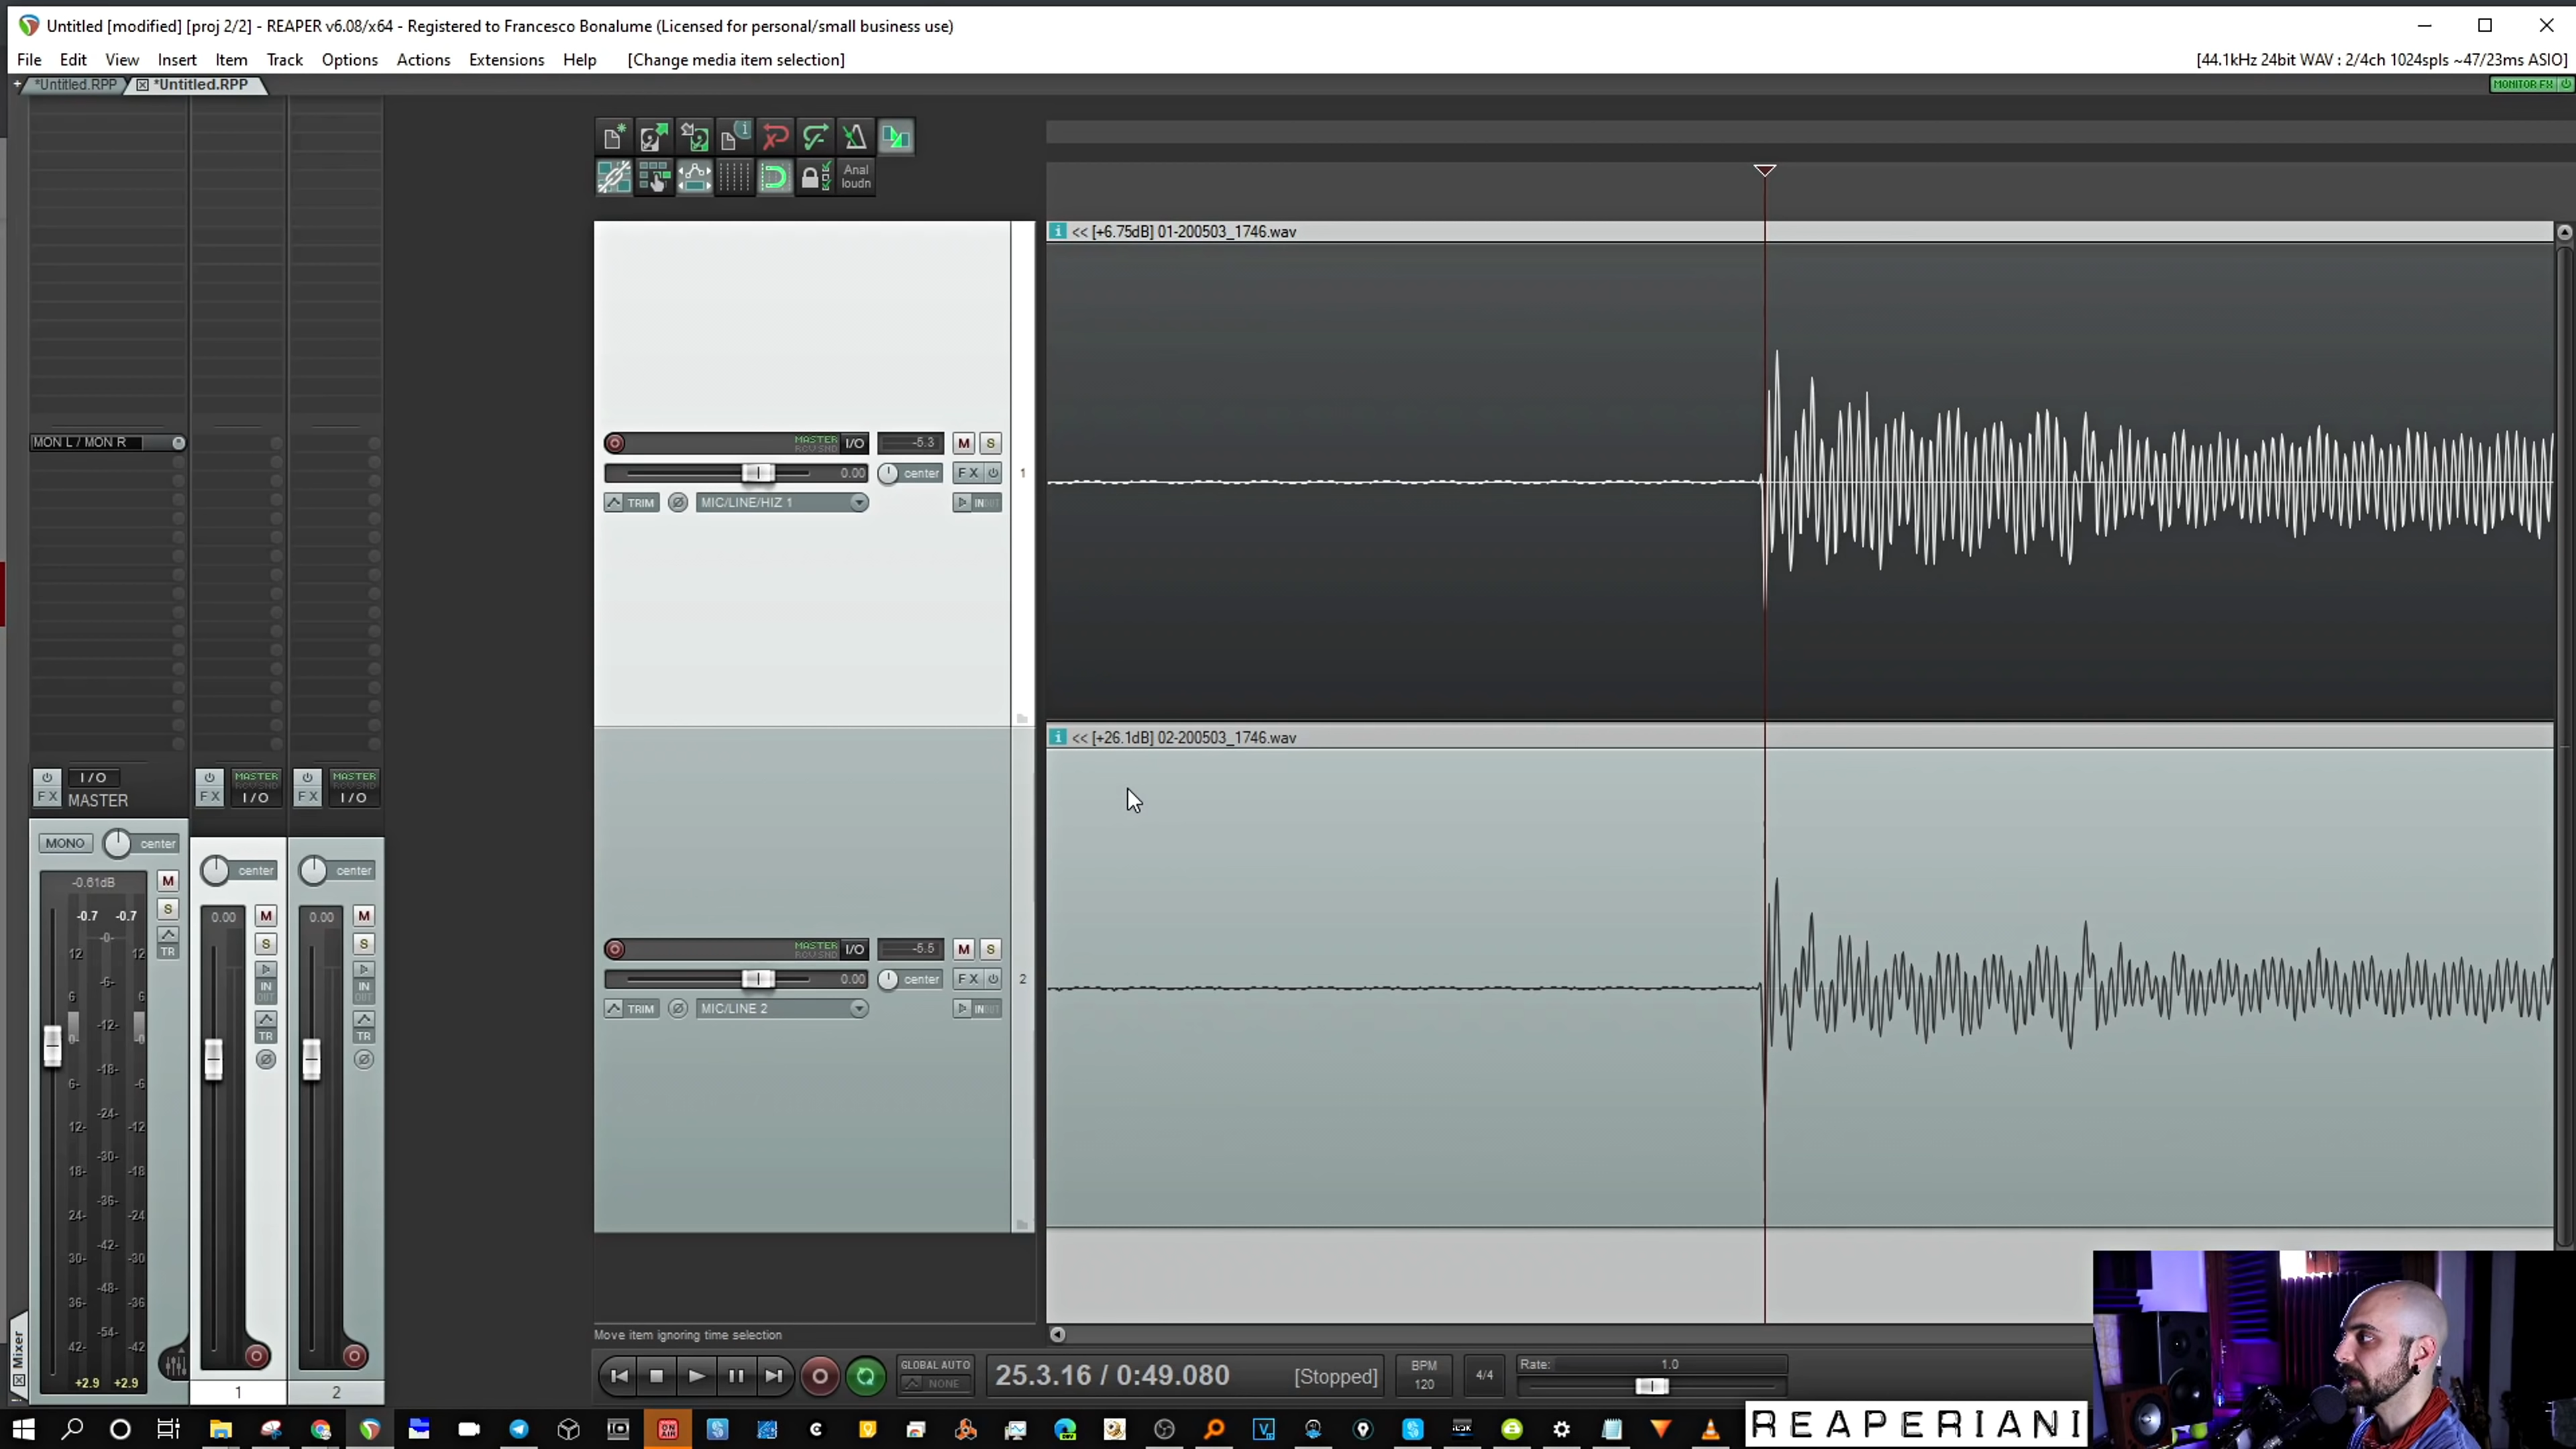 Untitled [modified] [proj 2/2] - REAPER v6.08/x64 - Registered to Francesco Bonalume (Licensed for personal/small business use)
File Edit View Insert Item Track Options Actions Extensions Help [Change media item selection]
[44.1kHz 24bit WAV : 2/4ch 1024spls ~47/23ms ASIO]
+ *Untitled.RPP *Untitled.RPP
MONITOR FX
Anal
loudn
<< [+6.75dB] 01-200503_1746.wav
MON L / MON R
MASTER I/O -5.3 M S
0.00 center FX 1
TRIM MIC/LINE/HIZ 1 IN
<< [+26.1dB] 02-200503_1746.wav
I/O MASTER MASTER
FX MASTER FX I/O FX I/O
MONO center
center center
-0.61dB M
-0.7 -0.7 S 0.00 M 0.00 M
-0- S S
12 12 TR
-6- IN IN
6 6
-12- TR TR
0- -0
-18-
6- -6
-24-
12- -12
-30-
18- -18
-36-
24- -24
-42-
30- -30
-48-
36- -36
-54-
42- -42
+2.9 +2.9 1 2
Mixer
MASTER I/O -5.5 M S
0.00 center FX 2
TRIM MIC/LINE 2 IN
Move item ignoring time selection
GLOBAL AUTO
NONE
25.3.16 / 0:49.080 [Stopped]
BPM
120
4/4
Rate: 1.0
ON
AIR
REAPERIANI